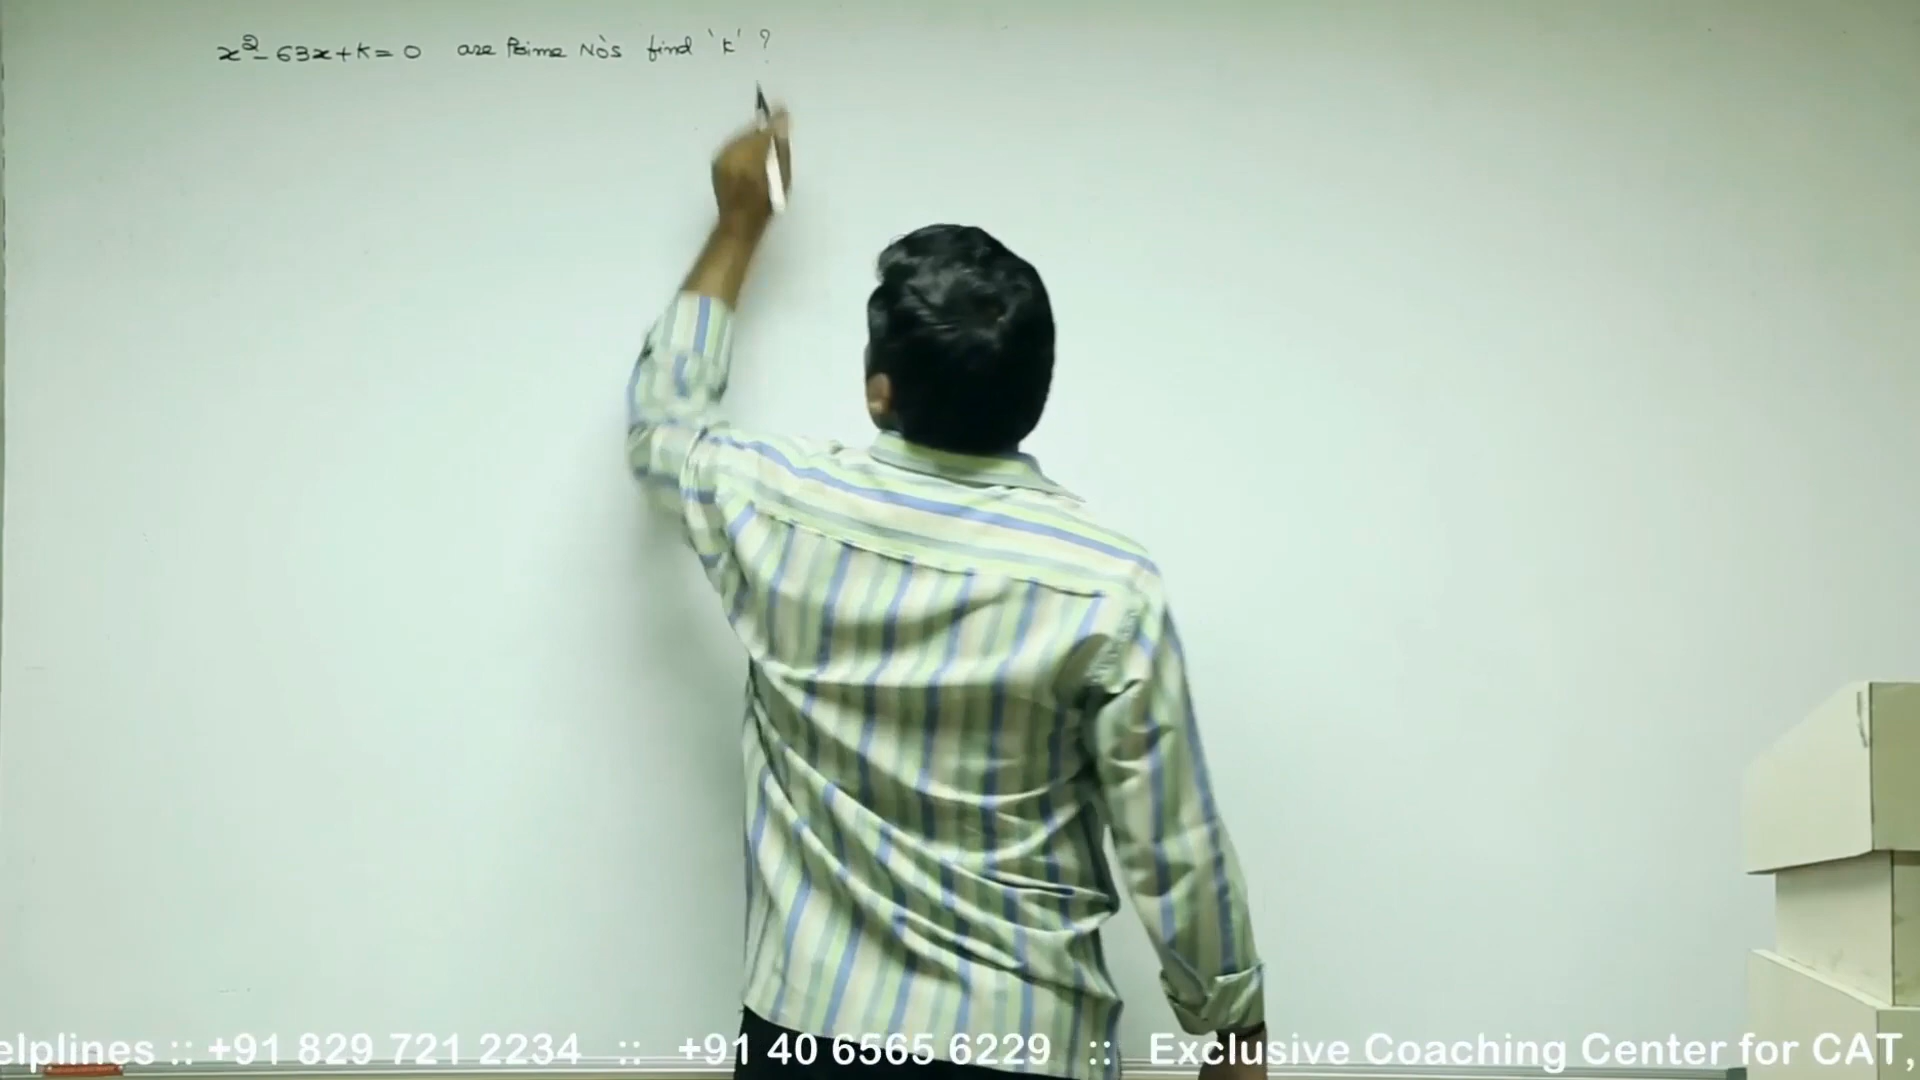 x² - 63x + k = 0 are Prime No's find 'k' ?
elplines :: +91 829 721 2234 :: +91 40 6565 6229 :: Exclusive Coaching Center for CAT,